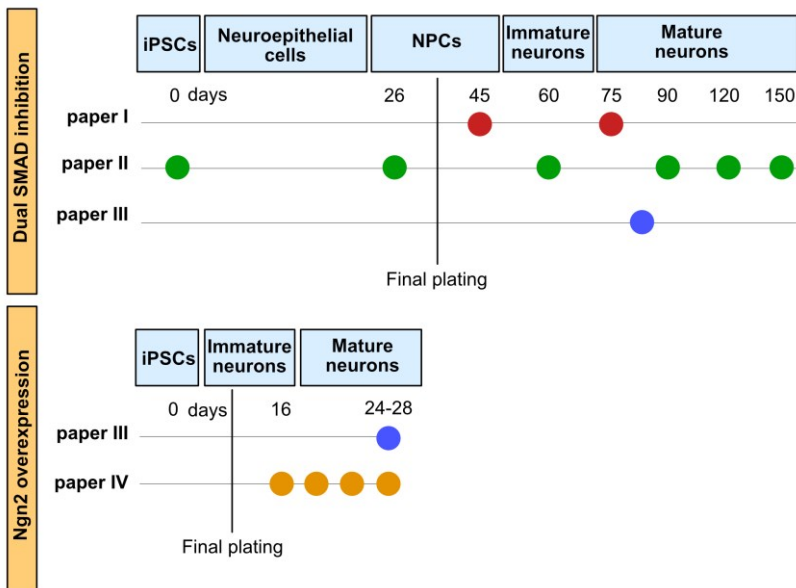 Dual SMAD inhibition
iPSCs
Neuroepithelial
cells
NPCs
Immature
neurons
Mature
neurons
0 days 26 45 60 75 90 120 150
paper I
paper II
paper III
Final plating
Ngn2 overexpression
iPSCs
Immature
neurons
Mature
neurons
0 days 16 24-28
paper III
paper IV
Final plating